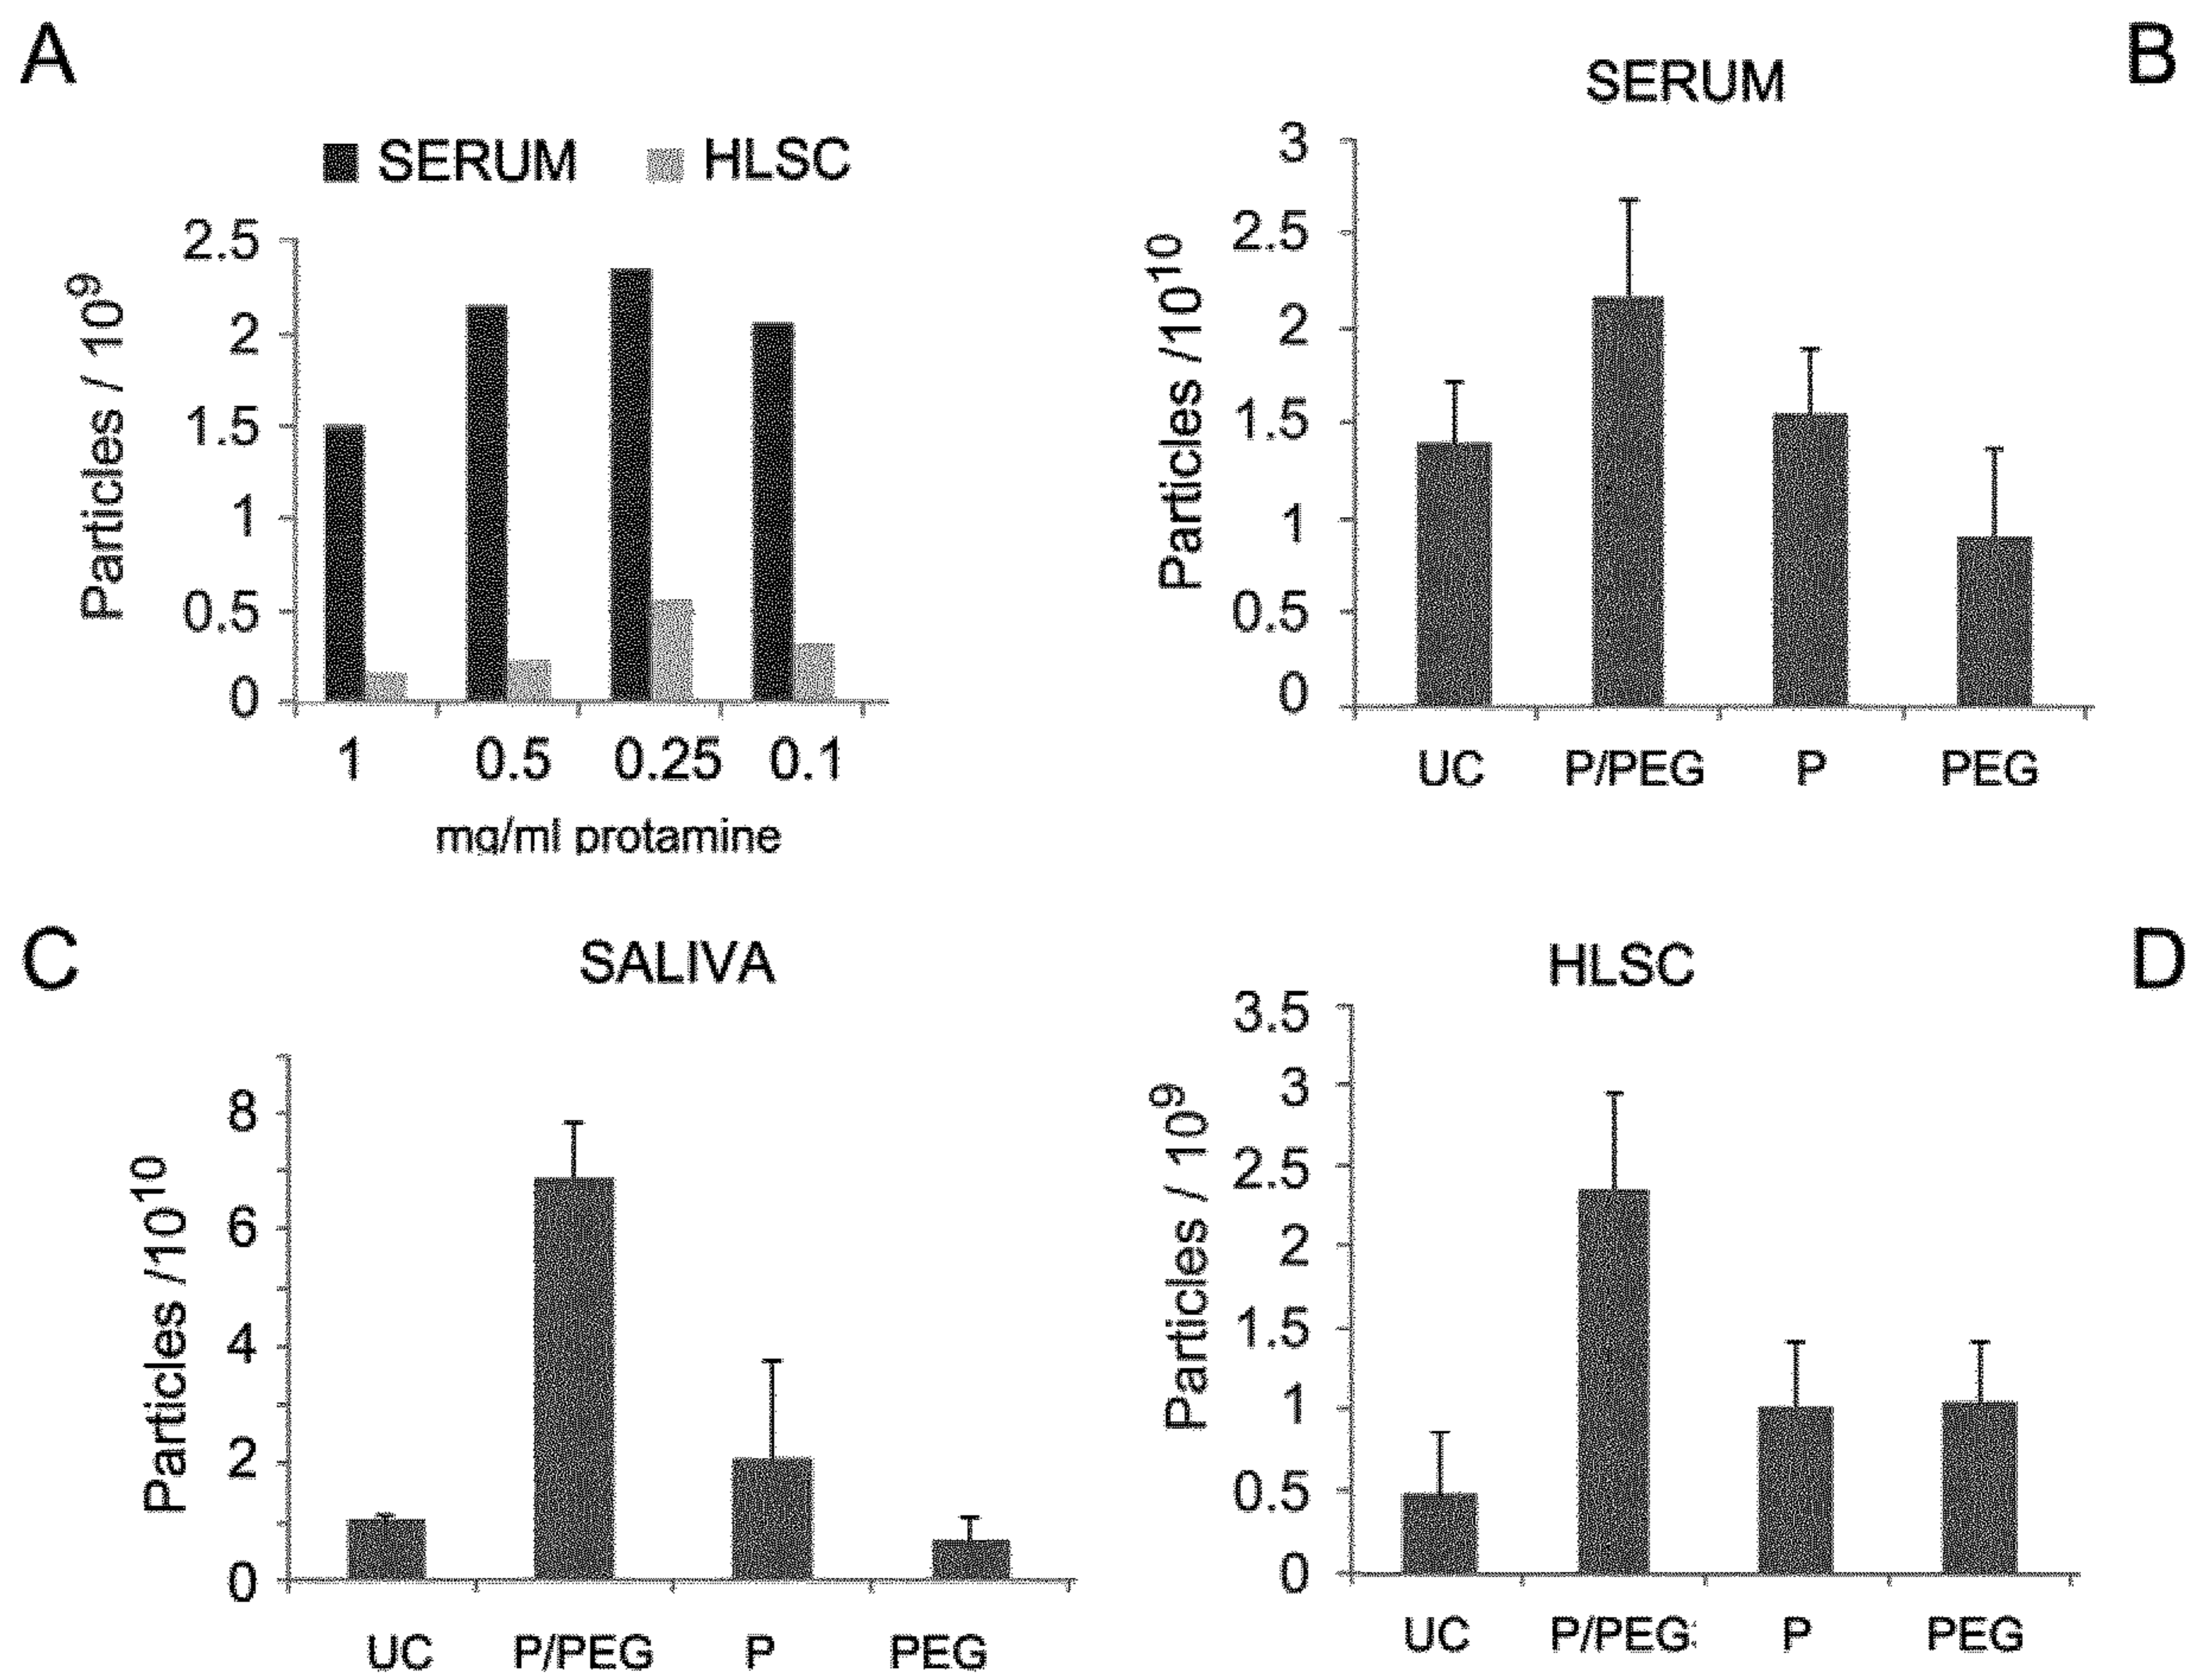 A
SERUM HLSC
Particles / 10⁹
2.5
2
1.5
1
0.5
0
1 0.5 0.25 0.1
mg/ml protamine
B
SERUM
Particles /10¹⁰
3
2.5
2
1.5
1
0.5
0
UC P/PEG P PEG
C
SALIVA
Particles /10¹⁰
8
6
4
2
0
UC P/PEG P PEG
D
HLSC
Particles / 10⁹
3.5
3
2.5
2
1.5
1
0.5
0
UC P/PEG P PEG